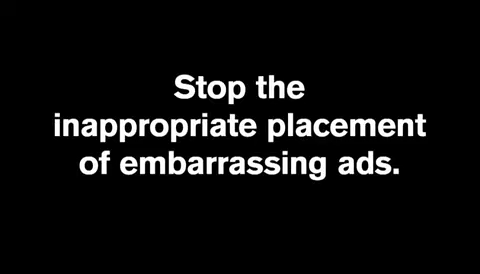 Stop the
inappropriate placement
of embarrassing ads.